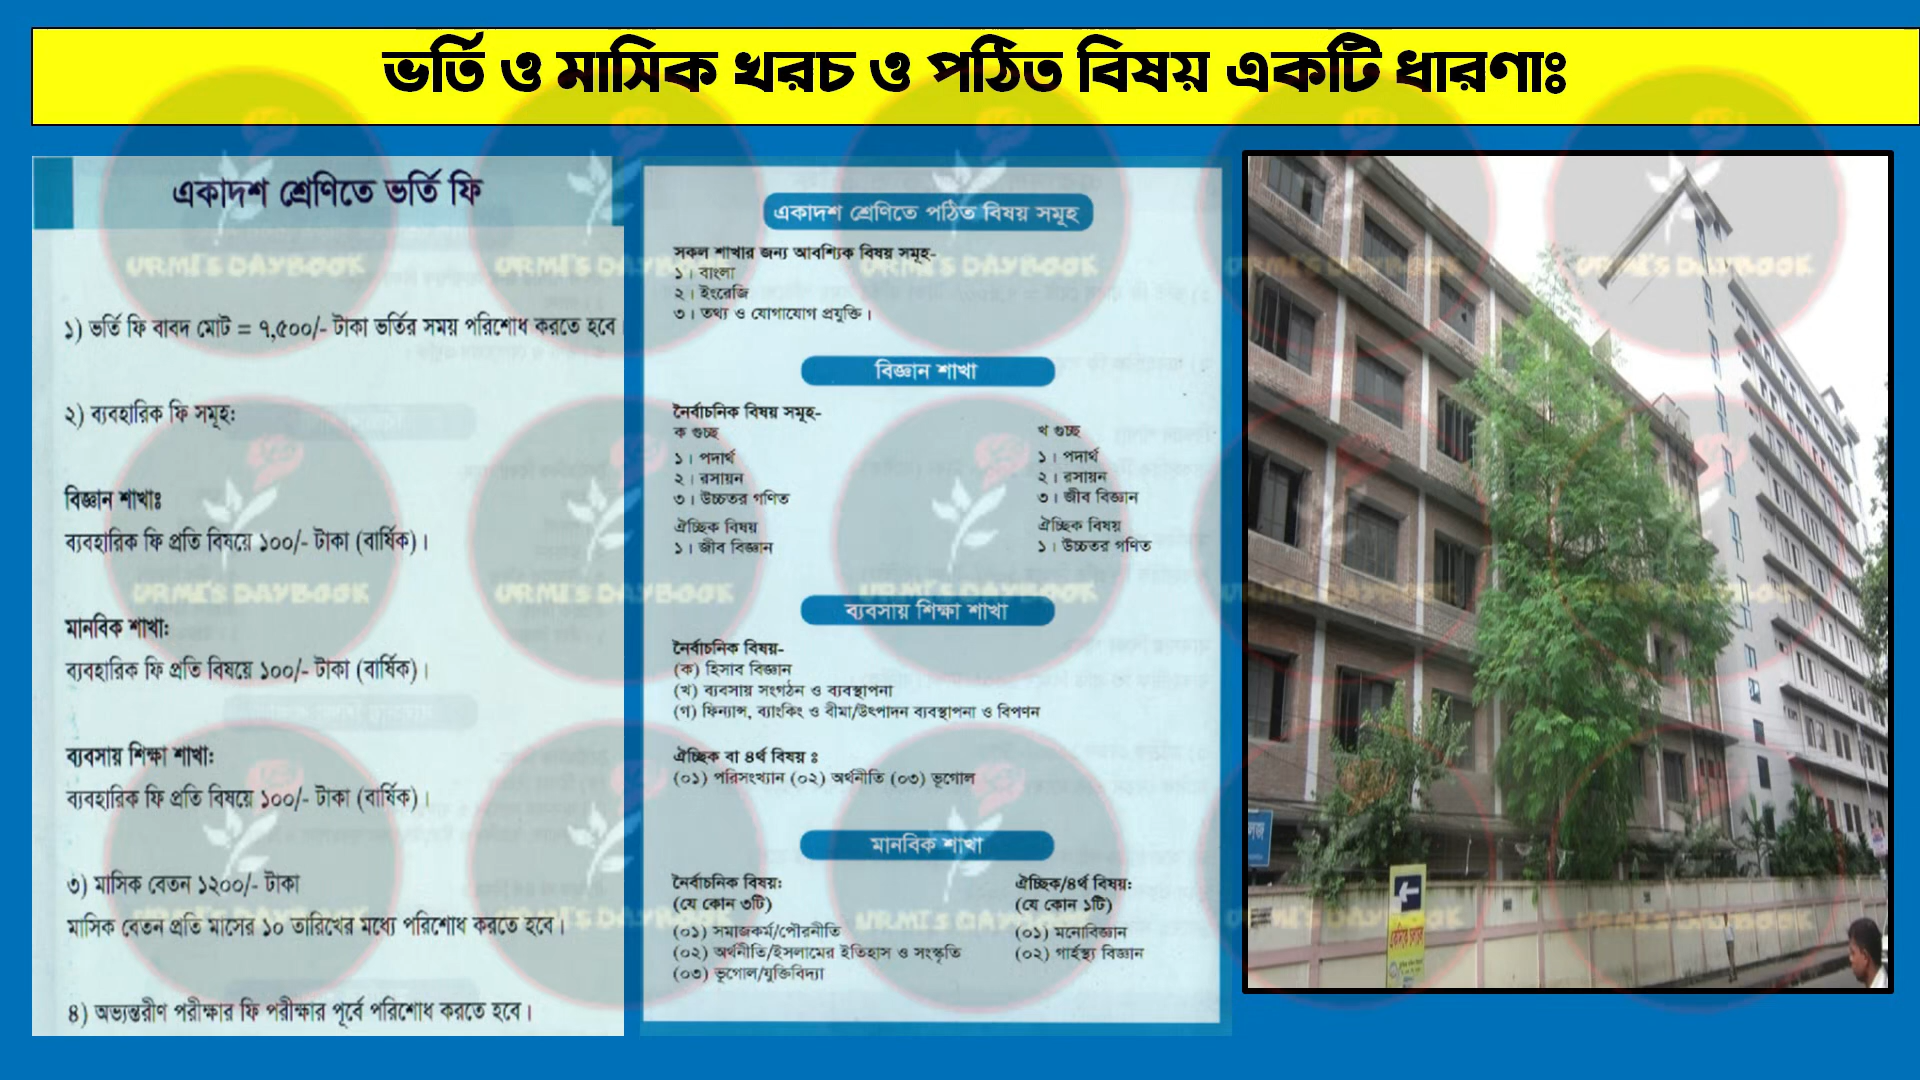 ভর্তি ও মাসিক খরচ ও পঠিত বিষয় একটি ধারণাঃ
একাদশ শ্রেণিতে ভর্তি ফি
১) ভর্তি ফি বাবদ মোট = ৭,৫০০/- টাকা ভর্তির সময় পরিশোধ করতে হবে
২) ব্যবহারিক ফি সমূহ:
বিজ্ঞান শাখাঃ
ব্যবহারিক ফি প্রতি বিষয়ে ১০০/- টাকা (বার্ষিক)।
মানবিক শাখা:
ব্যবহারিক ফি প্রতি বিষয়ে ১০০/- টাকা (বার্ষিক)।
ব্যবসায় শিক্ষা শাখা:
ব্যবহারিক ফি প্রতি বিষয়ে ১০০/- টাকা (বার্ষিক)।
৩) মাসিক বেতন ১২০০/- টাকা
মাসিক বেতন প্রতি মাসের ১০ তারিখের মধ্যে পরিশোধ করতে হবে।
৪) অভ্যন্তরীণ পরীক্ষার ফি পরীক্ষার পূর্বে পরিশোধ করতে হবে।
একাদশ শ্রেণিতে পঠিত বিষয় সমূহ
সকল শাখার জন্য আবশ্যিক বিষয় সমূহ-
১। বাংলা
২। ইংরেজি
৩। তথ্য ও যোগাযোগ প্রযুক্তি।
বিজ্ঞান শাখা
নৈর্বাচনিক বিষয় সমূহ-
ক গুচ্ছ
১। পদার্থ
২। রসায়ন
৩। উচ্চতর গণিত
ঐচ্ছিক বিষয়
১। জীব বিজ্ঞান
খ গুচ্ছ
১। পদার্থ
২। রসায়ন
৩। জীব বিজ্ঞান
ঐচ্ছিক বিষয়
১। উচ্চতর গণিত
ব্যবসায় শিক্ষা শাখা
নৈর্বাচনিক বিষয়-
(ক) হিসাব বিজ্ঞান
(খ) ব্যবসায় সংগঠন ও ব্যবস্থাপনা
(গ) ফিন্যান্স, ব্যাংকিং ও বীমা/উৎপাদন ব্যবস্থাপনা ও বিপণন
ঐচ্ছিক বা ৪র্থ বিষয় ঃ
(০১) পরিসংখ্যান (০২) অর্থনীতি (০৩) ভূগোল
মানবিক শাখা
নৈর্বাচনিক বিষয়:
(যে কোন ৩টি)
(০১) সমাজকর্ম/পৌরনীতি
(০২) অর্থনীতি/ইসলামের ইতিহাস ও সংস্কৃতি
(০৩) ভূগোল/যুক্তিবিদ্যা
ঐচ্ছিক/৪র্থ বিষয়:
(যে কোন ১টি)
(০১) মনোবিজ্ঞান
(০২) গার্হস্থ্য বিজ্ঞান
URMI's DAYBOOK